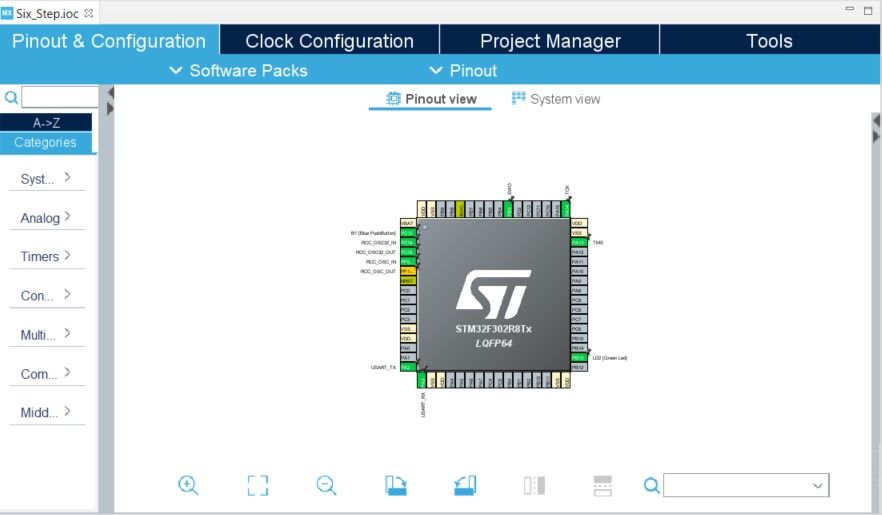 MX Six_Step.ioc
Pinout & Configuration Clock Configuration Project Manager Tools
Software Packs Pinout
Pinout view System view
A->Z
Categories
Syst...
Analog
Timers
Con...
Multi...
Com...
Midd...
SWO
TCK
VBAT
B1 [Blue PushButton] PC13
RCC_OSC32_IN PC14
RCC_OSC32_OUT PC15
RCC_OSC_IN PF0-
RCC_OSC_OUT PF1-
NRST
PC0
PC1
PC2
PC3
VSS
VDD
PA0
PA1
USART_TX PA2
USART_RX
STM32F302R8Tx
LQFP64
VDD
VSS
PA13 TMS
PA12
PA11
PA10
PA9
PA8
PC9
PC8
PC7
PC6
PB15
PB14
PB13 LD2 [Green Led]
PB12